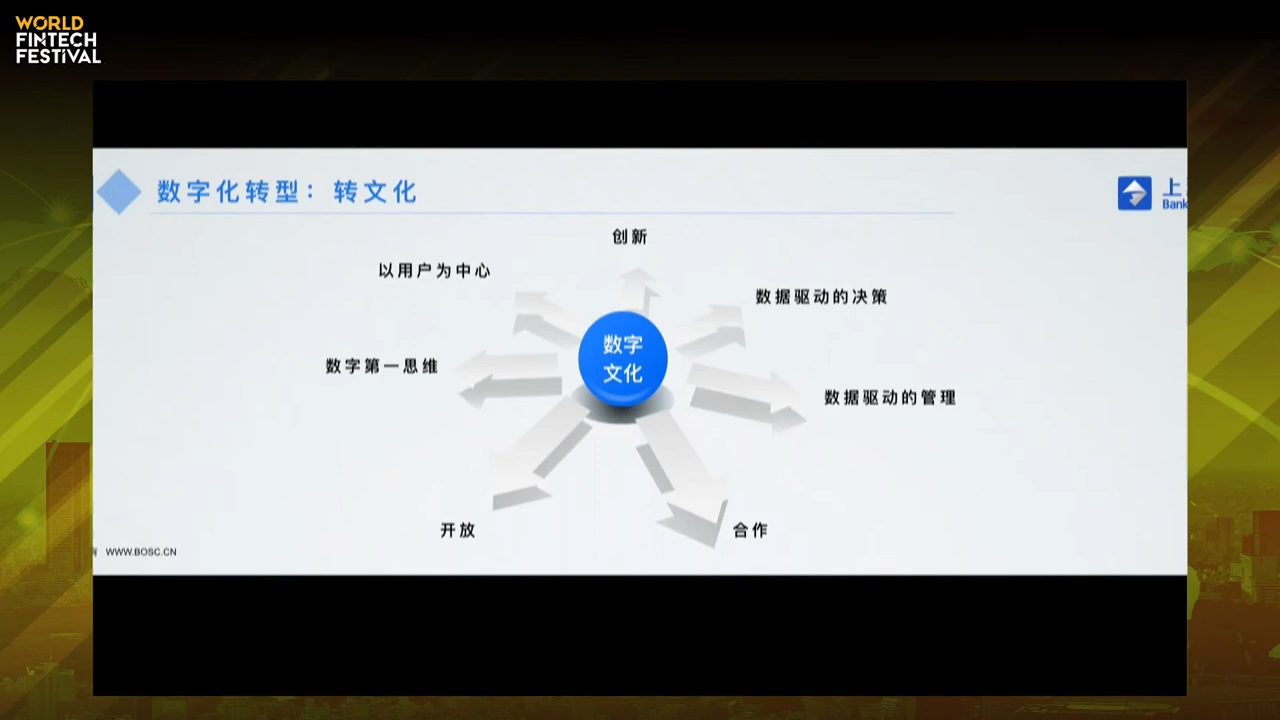 WORLD
FINTECH
FESTIVAL
数字化转型：转文化
上
Bank
创新
以用户为中心
数据驱动的决策
数字
文化
数字第一思维
数据驱动的管理
开放
合作
WWW.BOSC.CN